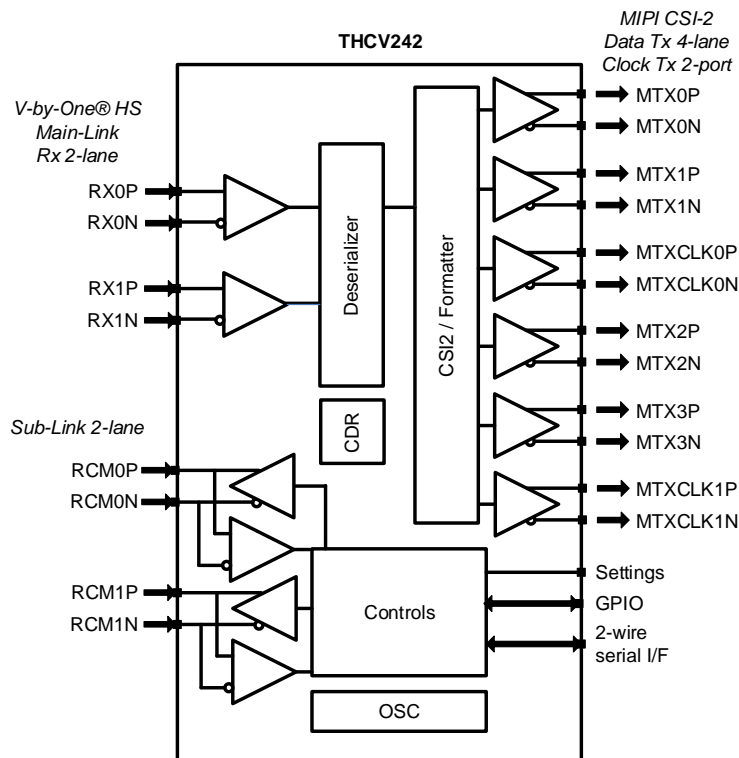 THCV242
V-by-One® HS
Main-Link
Rx 2-lane
RX0P
RX0N
RX1P
RX1N
Sub-Link 2-lane
RCM0P
RCM0N
RCM1P
RCM1N
Deserializer
CDR
CSI2 / Formatter
Controls
OSC
MIPI CSI-2
Data Tx 4-lane
Clock Tx 2-port
MTX0P
MTX0N
MTX1P
MTX1N
MTXCLK0P
MTXCLK0N
MTX2P
MTX2N
MTX3P
MTX3N
MTXCLK1P
MTXCLK1N
Settings
GPIO
2-wire
serial I/F